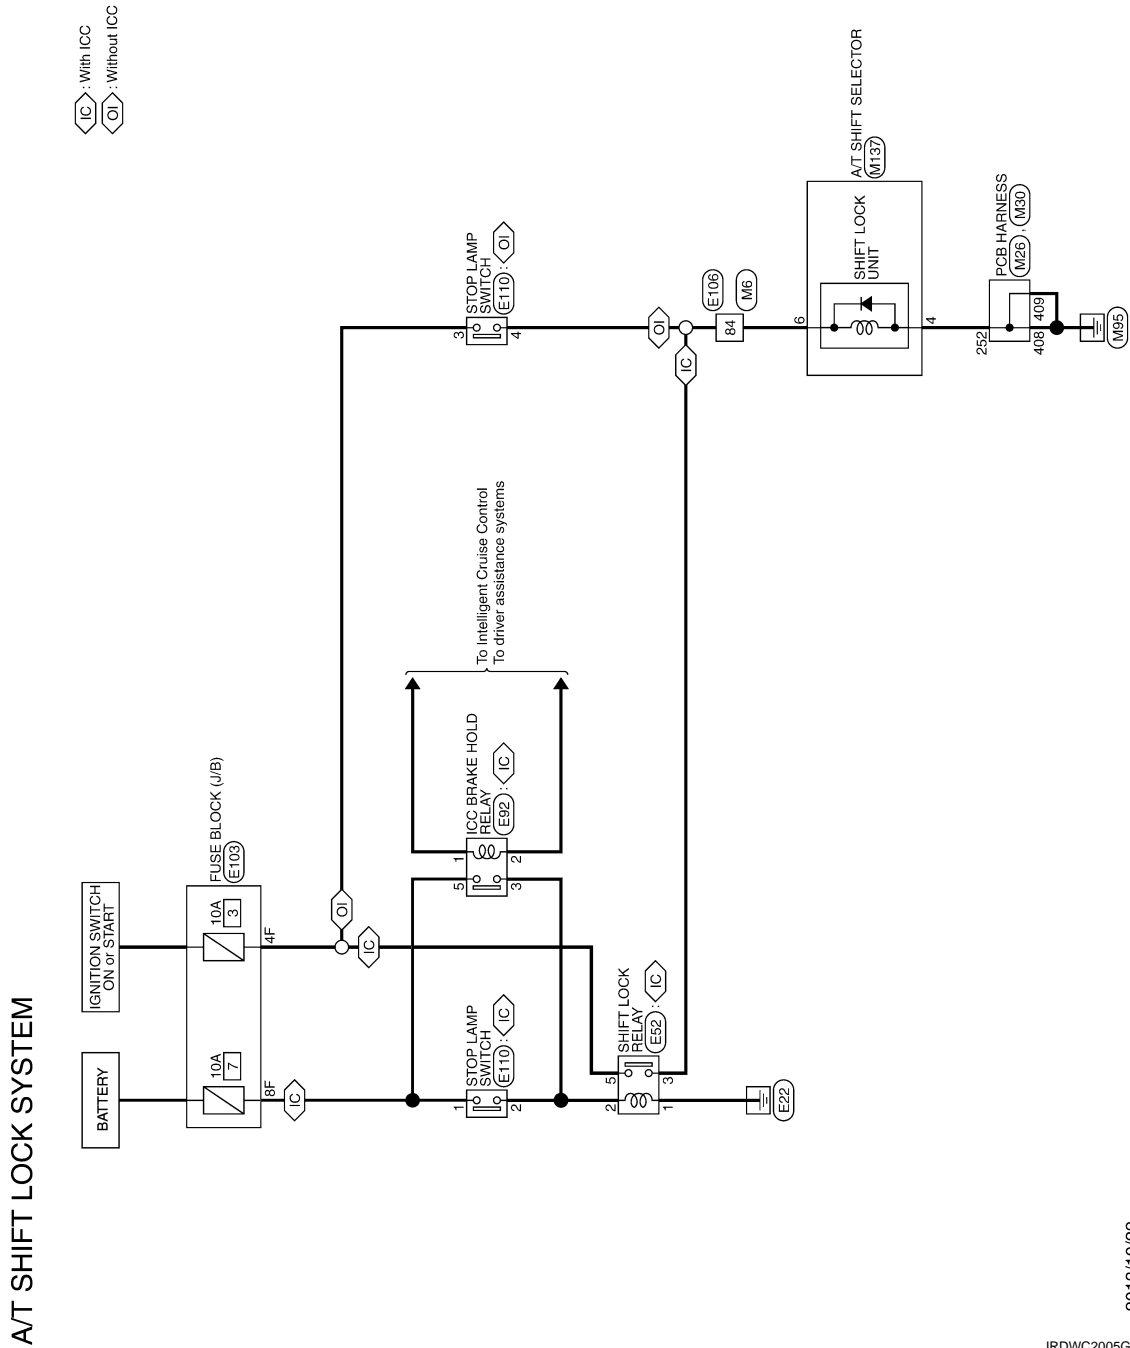 A/T SHIFT LOCK SYSTEM
IC : With ICC
OI : Without ICC
BATTERY
IGNITION SWITCH
ON or START
FUSE BLOCK (J/B)
E103
10A
7
10A
3
8F
4F
IC
OI
IC
STOP LAMP
SWITCH
E110 : IC
1
2
ICC BRAKE HOLD
RELAY
E92 : IC
5
1
3
2
To Intelligent Cruise Control
To driver assistance systems
STOP LAMP
SWITCH
E110 : OI
3
4
SHIFT LOCK
RELAY
E52 : IC
2
5
1
3
OI
IC
E22
84
E106
M6
A/T SHIFT SELECTOR
M137
6
SHIFT LOCK
UNIT
4
PCB HARNESS
M26 , M30
252
408
409
M95
JRDWC2005G